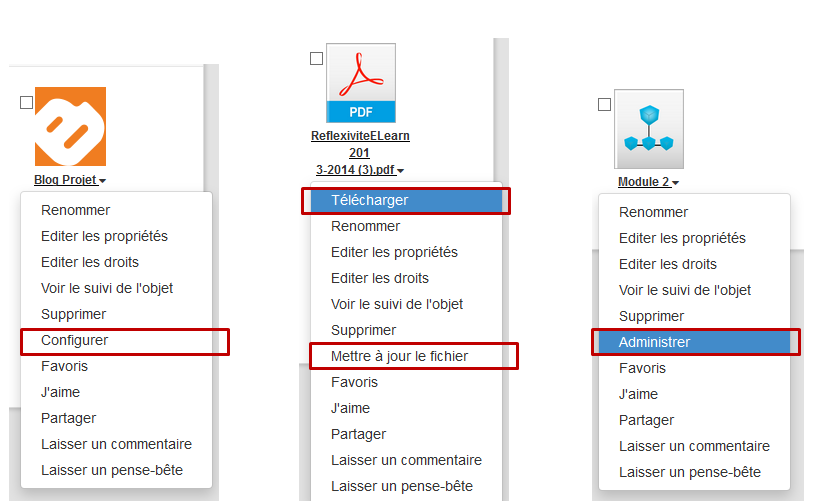 Blog Projet
Renommer
Editer les propriétés
Editer les droits
Voir le suivi de l'objet
Supprimer
Configurer
Favoris
J'aime
Partager
Laisser un commentaire
Laisser un pense-bête
PDF
ReflexiviteELearn
201
3-2014 (3).pdf
Télécharger
Renommer
Editer les propriétés
Editer les droits
Voir le suivi de l'objet
Supprimer
Mettre à jour le fichier
Favoris
J'aime
Partager
Laisser un commentaire
Laisser un pense-bête
Module 2
Renommer
Editer les propriétés
Editer les droits
Voir le suivi de l'objet
Supprimer
Administrer
Favoris
J'aime
Partager
Laisser un commentaire
Laisser un pense-bête